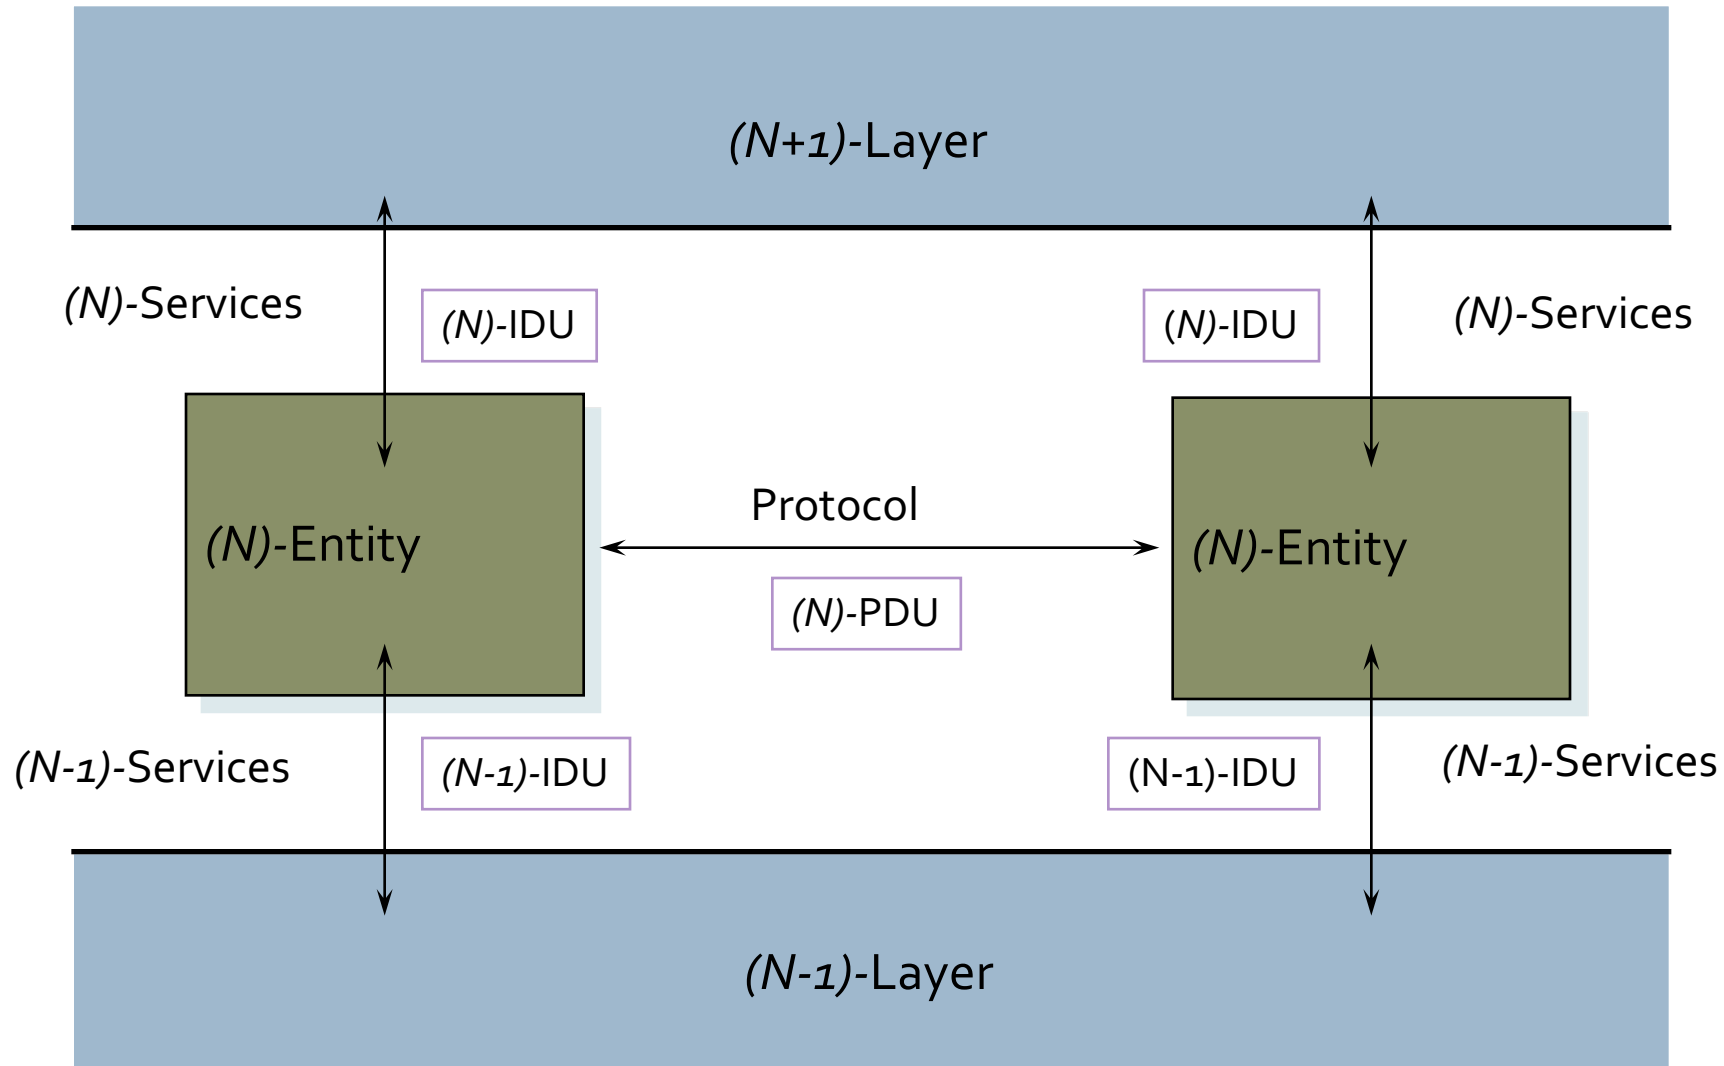 (N+1)-Layer
(N)-Services
(N)-IDU
(N)-IDU
(N)-Services
Protocol
(N)-Entity
(N)-Entity
(N)-PDU
(N-1)-Services
(N-1)-IDU
(N-1)-IDU
(N-1)-Services
(N-1)-Layer